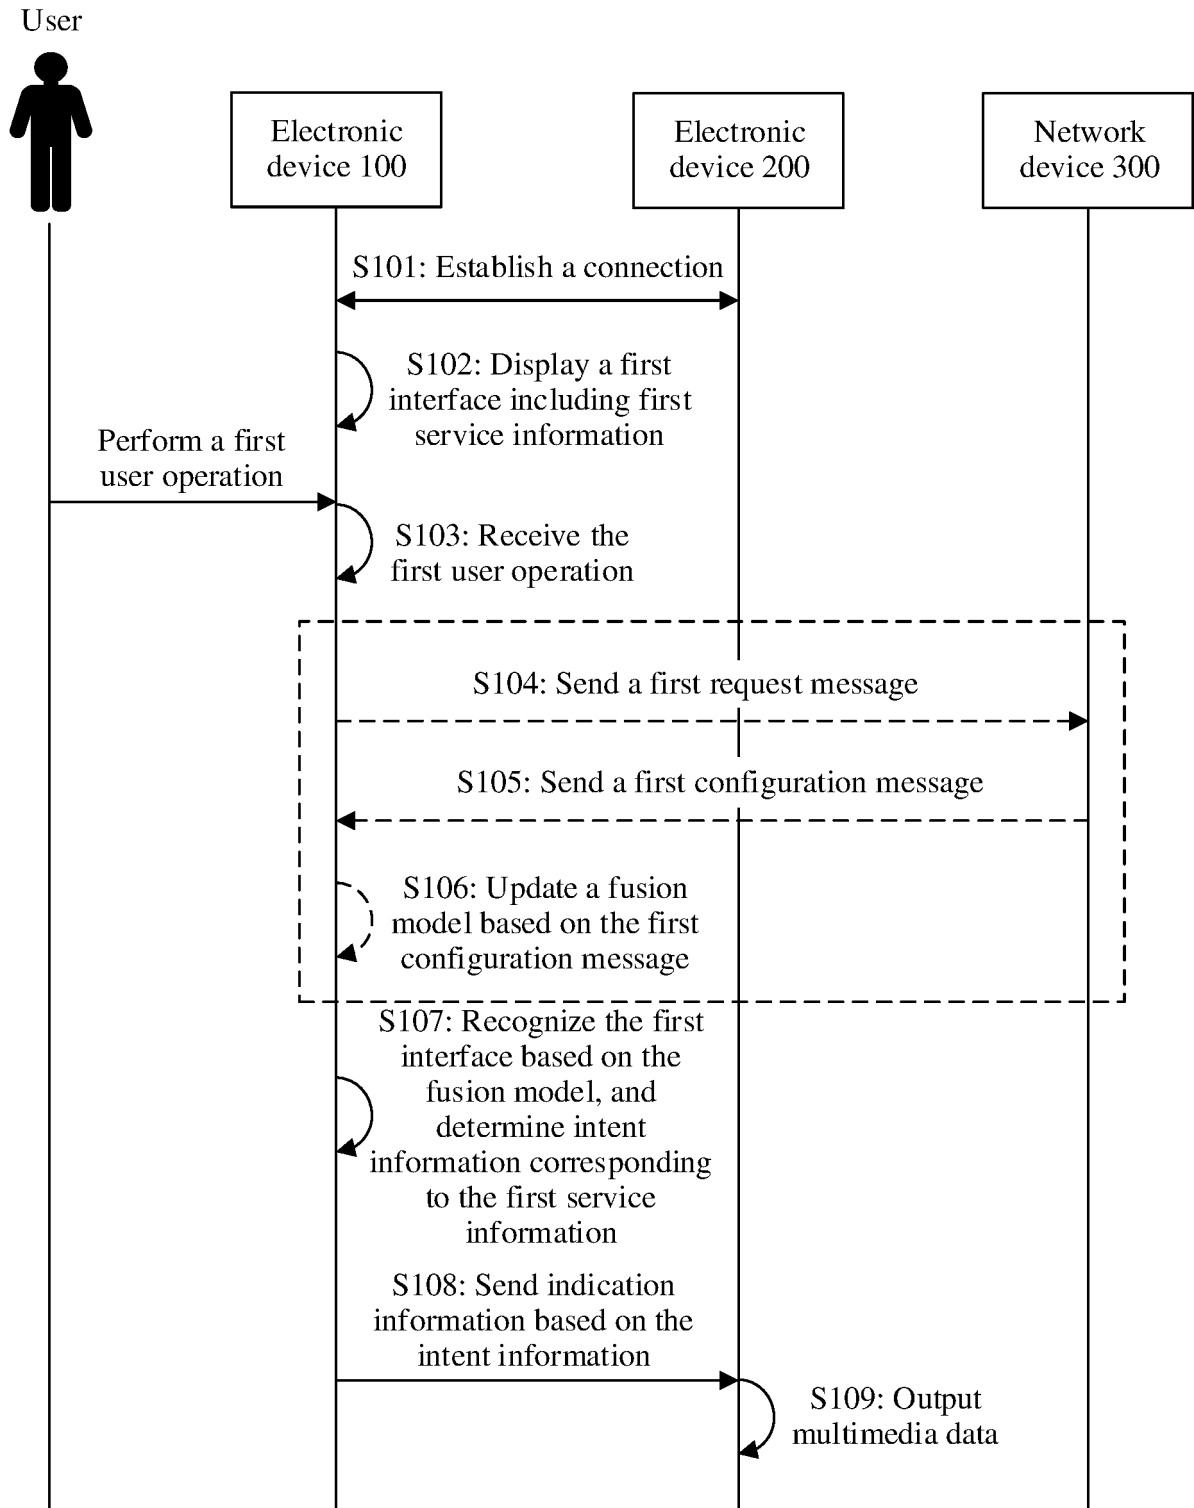 User
Electronic
device 100
Electronic
device 200
Network
device 300
S101: Establish a connection
S102: Display a first
interface including first
service information
Perform a first
user operation
S103: Receive the
first user operation
S104: Send a first request message
S105: Send a first configuration message
S106: Update a fusion
model based on the first
configuration message
S107: Recognize the first
interface based on the
fusion model, and
determine intent
information corresponding
to the first service
information
S108: Send indication
information based on the
intent information
S109: Output
multimedia data